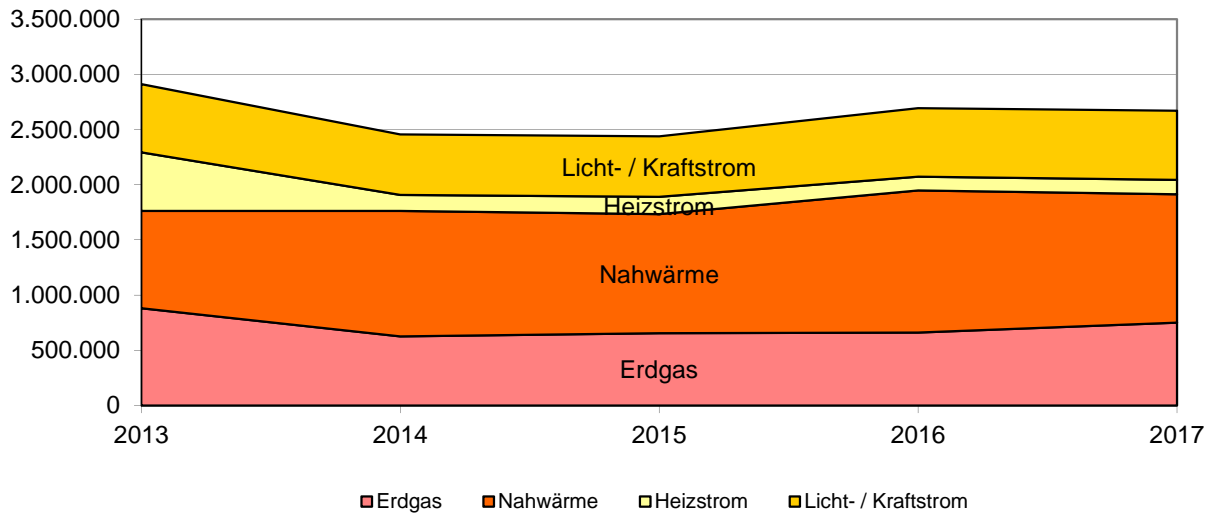 3.500.000
3.000.000
2.500.000
2.000.000
1.500.000
1.000.000
500.000
0
Licht- / Kraftstrom
Heizstrom
Nahwärme
Erdgas
2013 2014 2015 2016 2017
Erdgas Nahwärme Heizstrom Licht- / Kraftstrom